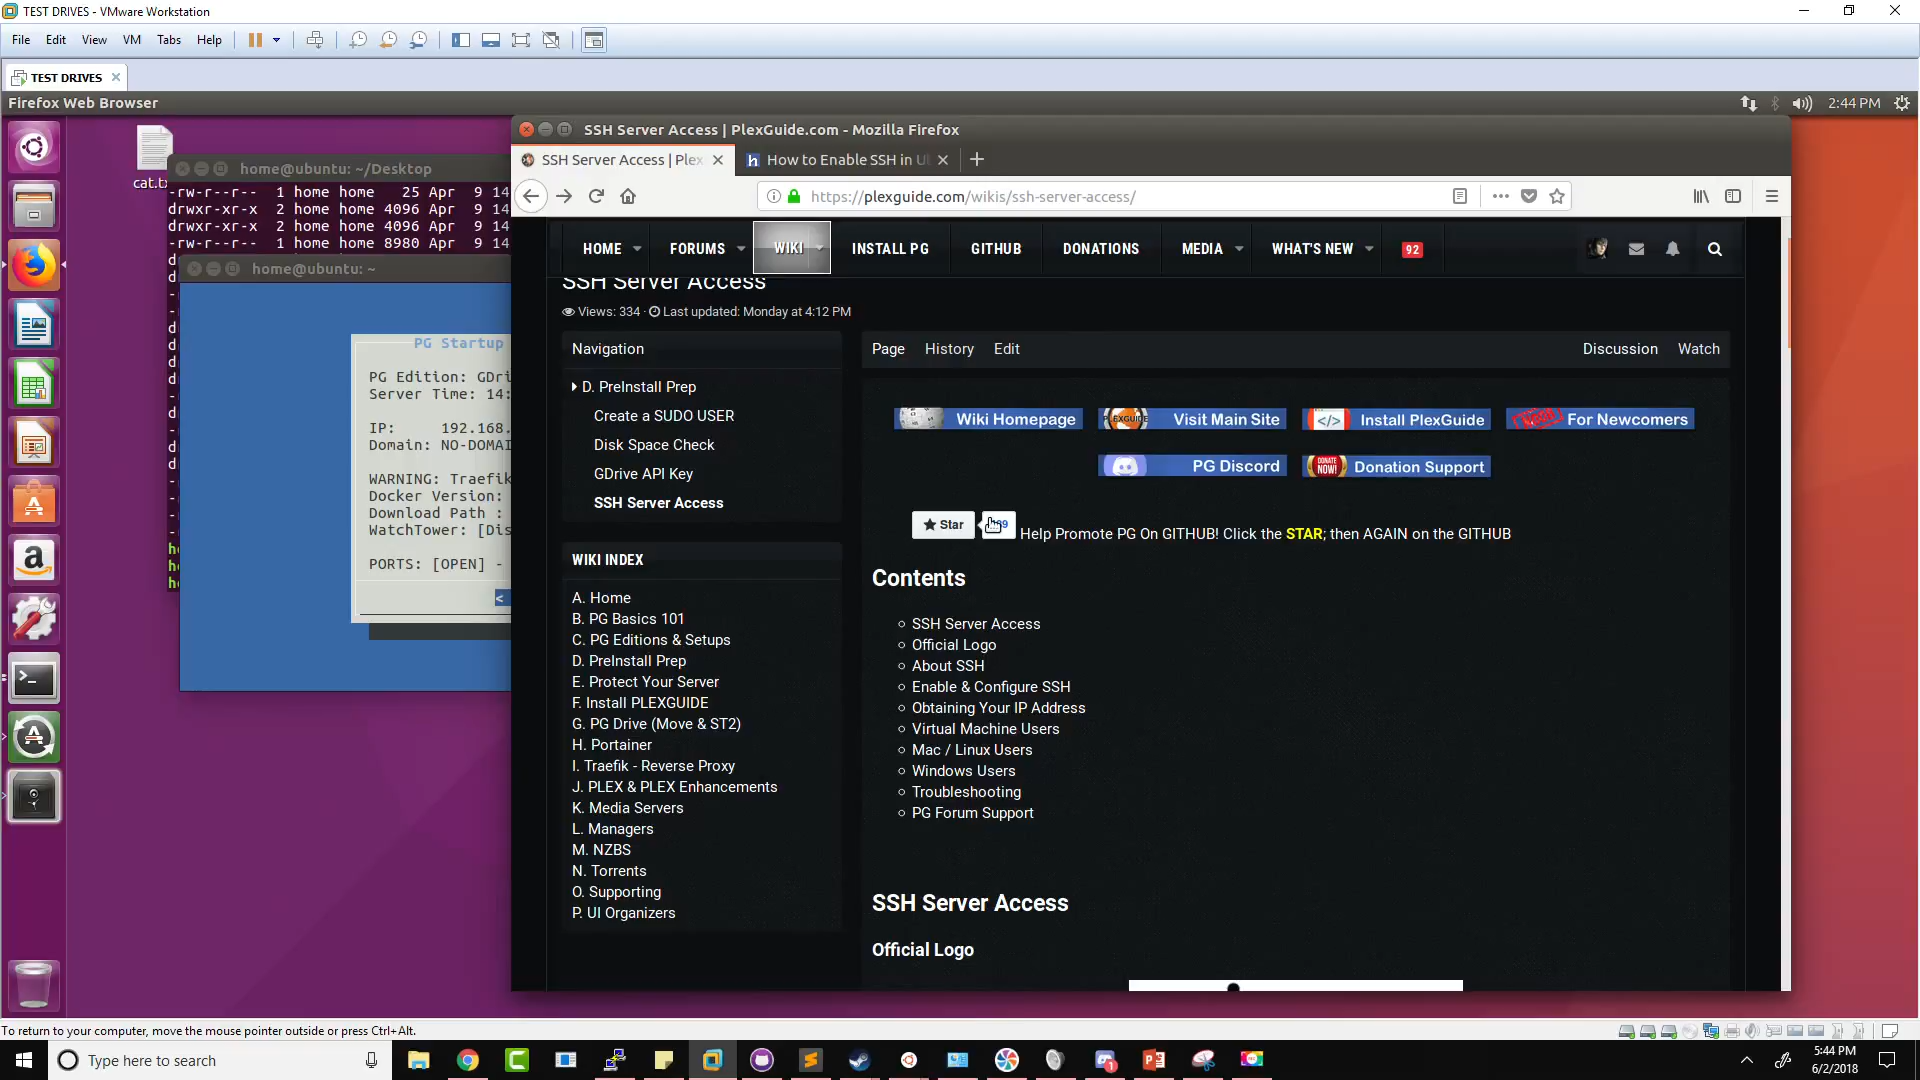 TEST DRIVES - VMware Workstation
File Edit View VM Tabs Help
TEST DRIVES
Firefox Web Browser
2:44 PM
cat.tx
home@ubuntu: ~/Desktop
-rw-r--r-- 1 home home 25 Apr 9 14
drwxr-xr-x 2 home home 4096 Apr 9 14
drwxr-xr-x 2 home home 4096 Apr 9 14
-rw-r--r-- 1 home home 8980 Apr 9 14
home@ubuntu: ~
PG Startup
PG Edition: GDri
Server Time: 14:
IP: 192.168.
Domain: NO-DOMAI
WARNING: Traefik
Docker Version:
Download Path :
WatchTower: [Dis
PORTS: [OPEN] -
<
SSH Server Access | PlexGuide.com - Mozilla Firefox
SSH Server Access | Plex
How to Enable SSH in U
https://plexguide.com/wikis/ssh-server-access/
HOME FORUMS WIKI INSTALL PG GITHUB DONATIONS MEDIA WHAT'S NEW 92
SSH Server Access
Views: 334 · Last updated: Monday at 4:12 PM
Navigation
D. PreInstall Prep
Create a SUDO USER
Disk Space Check
GDrive API Key
SSH Server Access
WIKI INDEX
A. Home
B. PG Basics 101
C. PG Editions & Setups
D. PreInstall Prep
E. Protect Your Server
F. Install PLEXGUIDE
G. PG Drive (Move & ST2)
H. Portainer
I. Traefik - Reverse Proxy
J. PLEX & PLEX Enhancements
K. Media Servers
L. Managers
M. NZBS
N. Torrents
O. Supporting
P. UI Organizers
Page History Edit Discussion Watch
Wiki Homepage
Visit Main Site
Install PlexGuide
For Newcomers
PG Discord
Donation Support
Star
Help Promote PG On GITHUB! Click the STAR; then AGAIN on the GITHUB
Contents
SSH Server Access
Official Logo
About SSH
Enable & Configure SSH
Obtaining Your IP Address
Virtual Machine Users
Mac / Linux Users
Windows Users
Troubleshooting
PG Forum Support
SSH Server Access
Official Logo
To return to your computer, move the mouse pointer outside or press Ctrl+Alt.
Type here to search
5:44 PM
6/2/2018